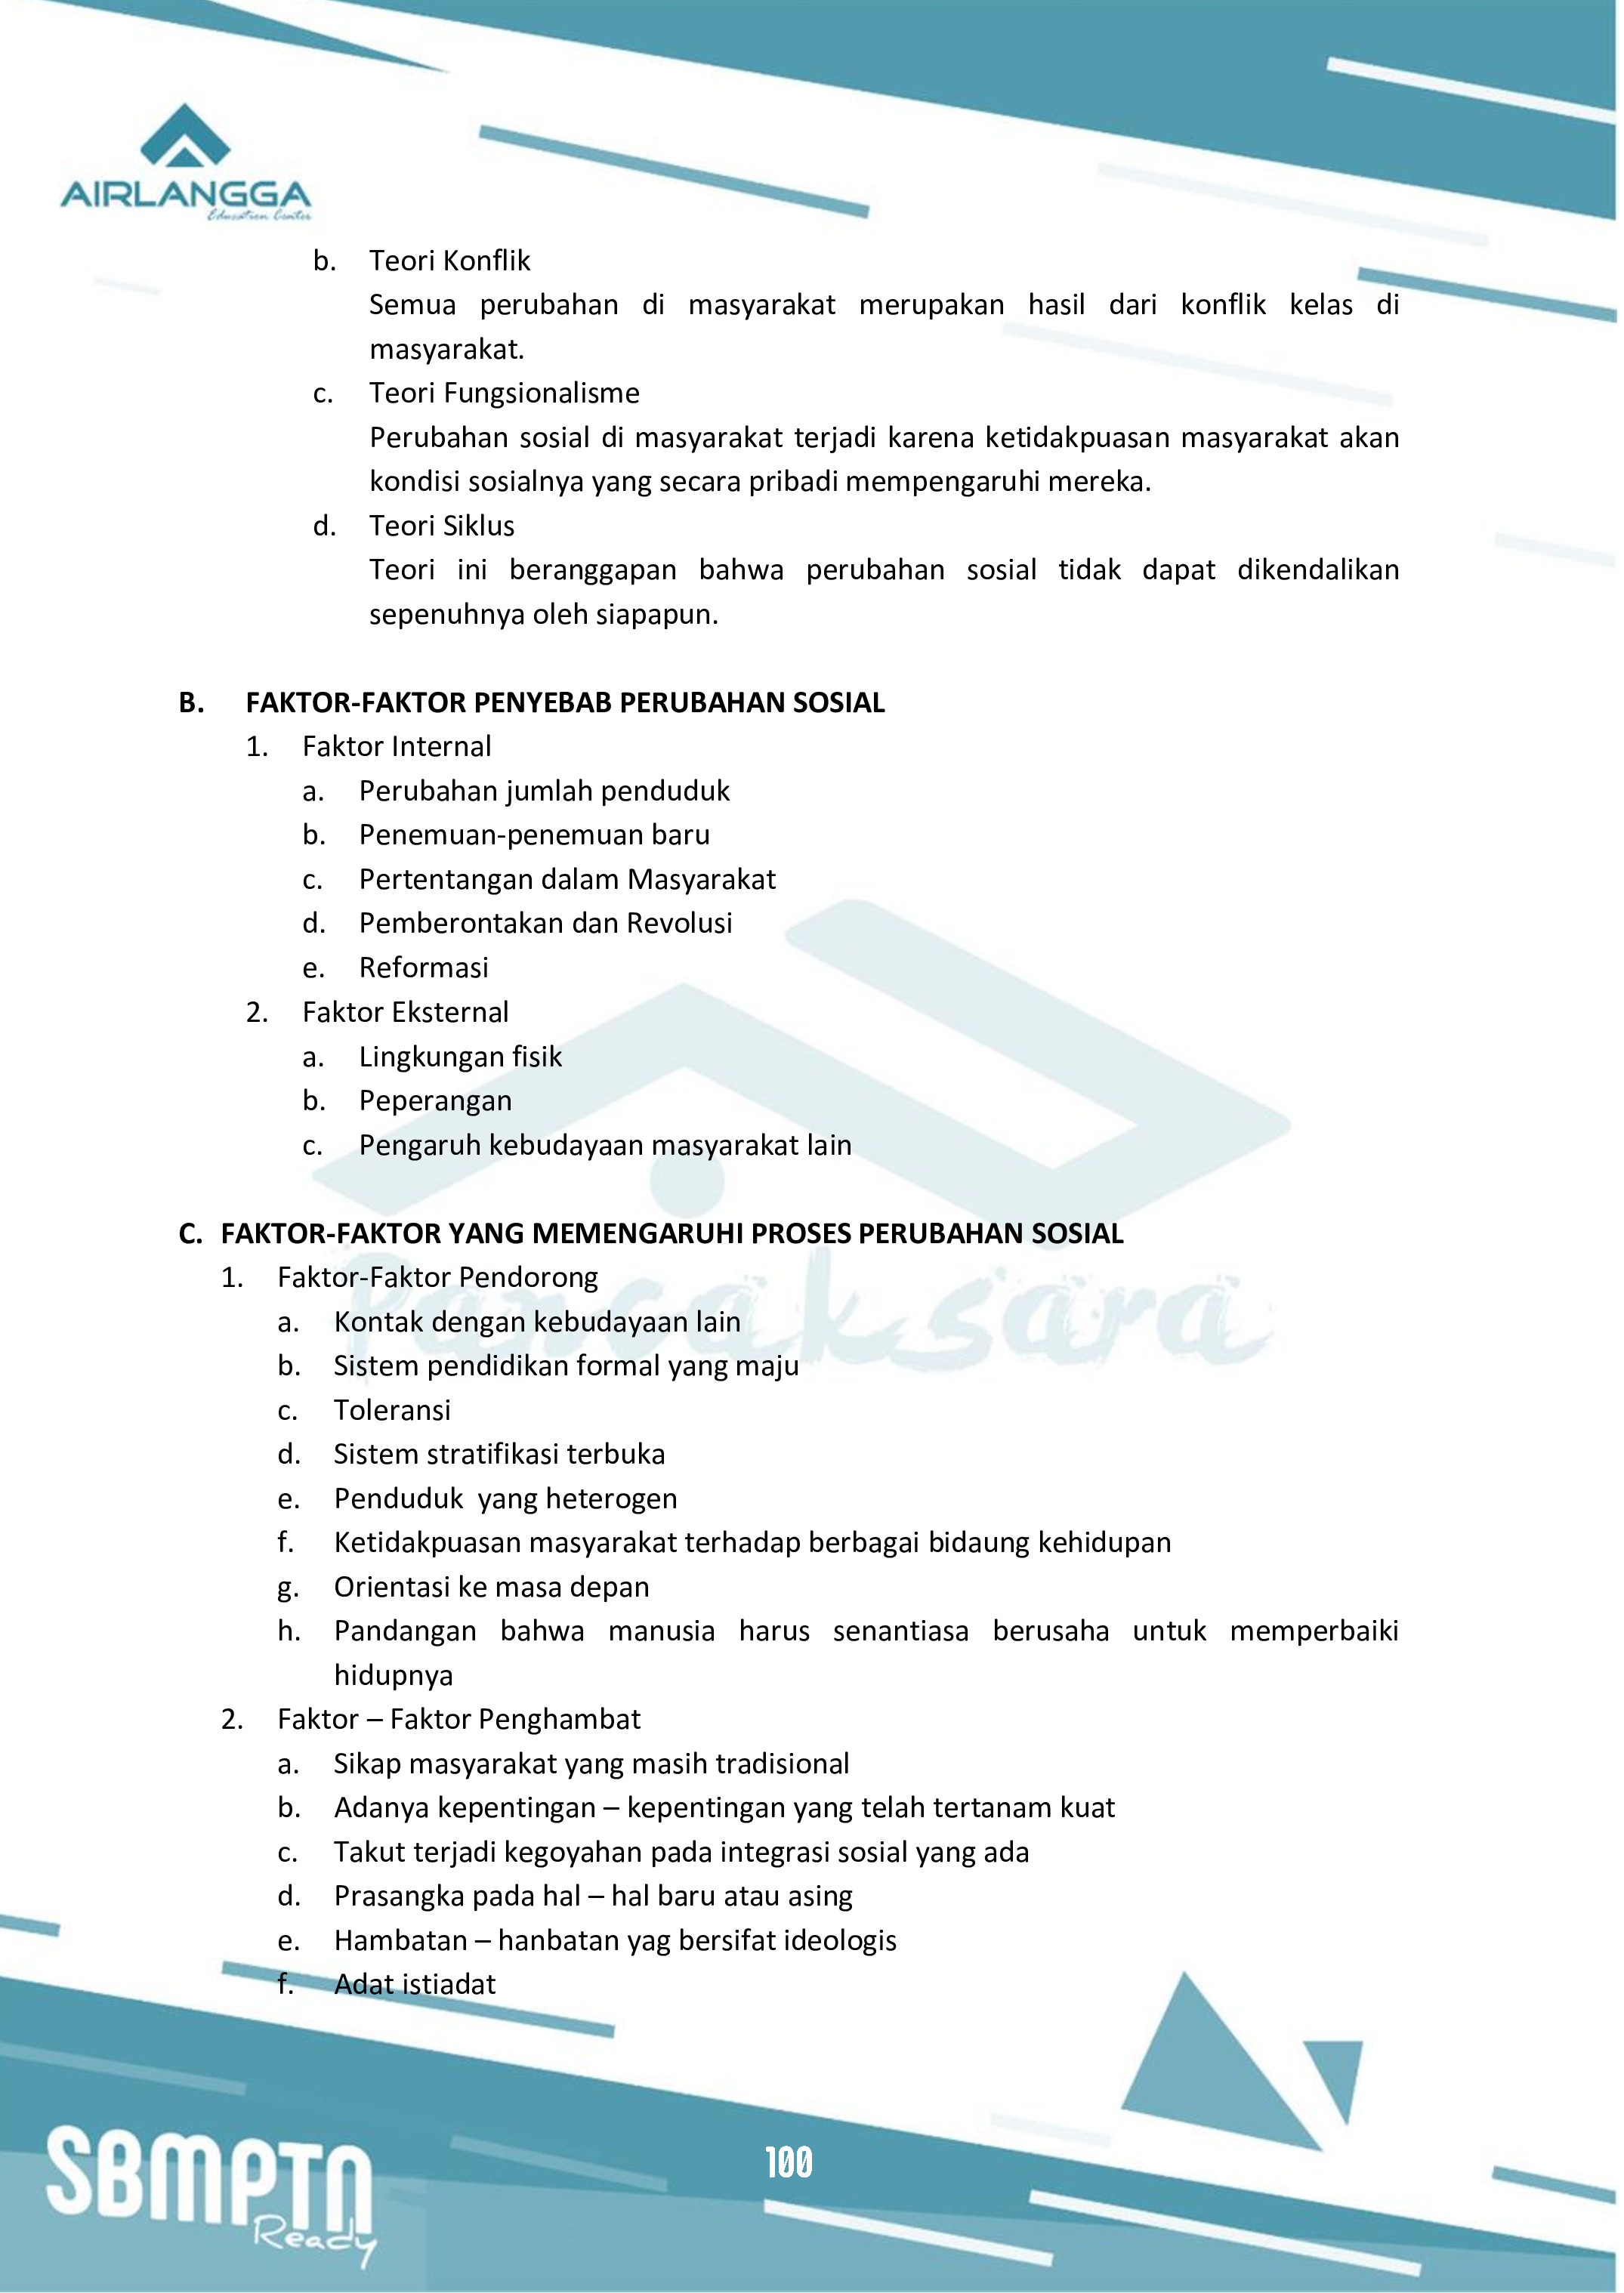 AIRLANGGA
Education Center
b. Teori Konflik
Semua perubahan di masyarakat merupakan hasil dari konflik kelas di
masyarakat.
c. Teori Fungsionalisme
Perubahan sosial di masyarakat terjadi karena ketidakpuasan masyarakat akan
kondisi sosialnya yang secara pribadi mempengaruhi mereka.
d. Teori Siklus
Teori ini beranggapan bahwa perubahan sosial tidak dapat dikendalikan
sepenuhnya oleh siapapun.
B. FAKTOR-FAKTOR PENYEBAB PERUBAHAN SOSIAL
1. Faktor Internal
a. Perubahan jumlah penduduk
b. Penemuan-penemuan baru
c. Pertentangan dalam Masyarakat
d. Pemberontakan dan Revolusi
e. Reformasi
2. Faktor Eksternal
a. Lingkungan fisik
b. Peperangan
c. Pengaruh kebudayaan masyarakat lain
C. FAKTOR-FAKTOR YANG MEMENGARUHI PROSES PERUBAHAN SOSIAL
1. Faktor-Faktor Pendorong
a. Kontak dengan kebudayaan lain
Pancaksara
b. Sistem pendidikan formal yang maju
c. Toleransi
d. Sistem stratifikasi terbuka
e. Penduduk yang heterogen
f. Ketidakpuasan masyarakat terhadap berbagai bidaung kehidupan
g. Orientasi ke masa depan
h. Pandangan bahwa manusia harus senantiasa berusaha untuk memperbaiki
hidupnya
2. Faktor – Faktor Penghambat
a. Sikap masyarakat yang masih tradisional
b. Adanya kepentingan – kepentingan yang telah tertanam kuat
c. Takut terjadi kegoyahan pada integrasi sosial yang ada
d. Prasangka pada hal – hal baru atau asing
e. Hambatan – hanbatan yag bersifat ideologis
f. Adat istiadat
SBMPTN
Ready
100